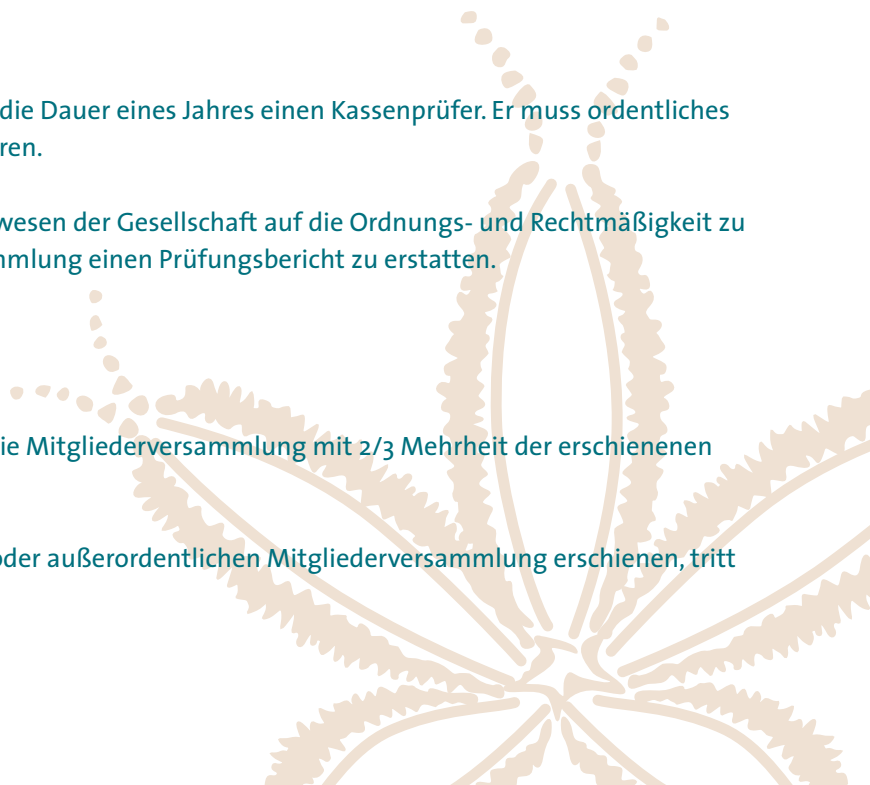 die Dauer eines Jahres einen Kassenprüfer. Er muss ordentliches
ren.
wesen der Gesellschaft auf die Ordnungs- und Rechtmäßigkeit zu
mmlung einen Prüfungsbericht zu erstatten.
ie Mitgliederversammlung mit 2/3 Mehrheit der erschienenen
oder außerordentlichen Mitgliederversammlung erschienen, tritt